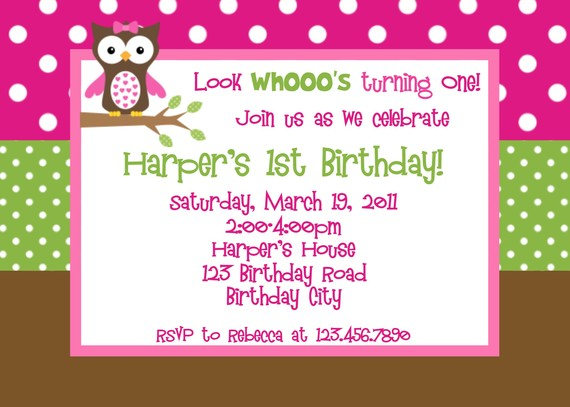 Look WHOOO's turning one!
Join us as we celebrate
Harper's 1st Birthday!
Saturday, March 19, 2011
2:00-4:00pm
Harper's House
123 Birthday Road
Birthday City
RSVP to Rebecca at 123.456.7890